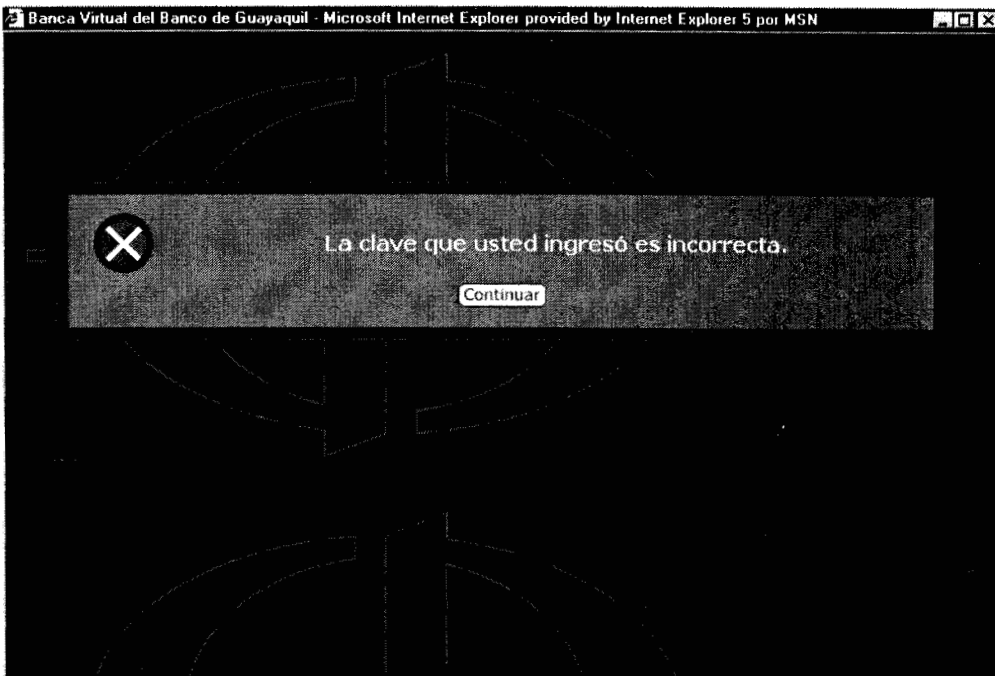 Banca Virtual del Banco de Guayaquil - Microsoft Internet Explorer provided by Internet Explorer 5 por MSN
La clave que usted ingresó es incorrecta.
Continuar